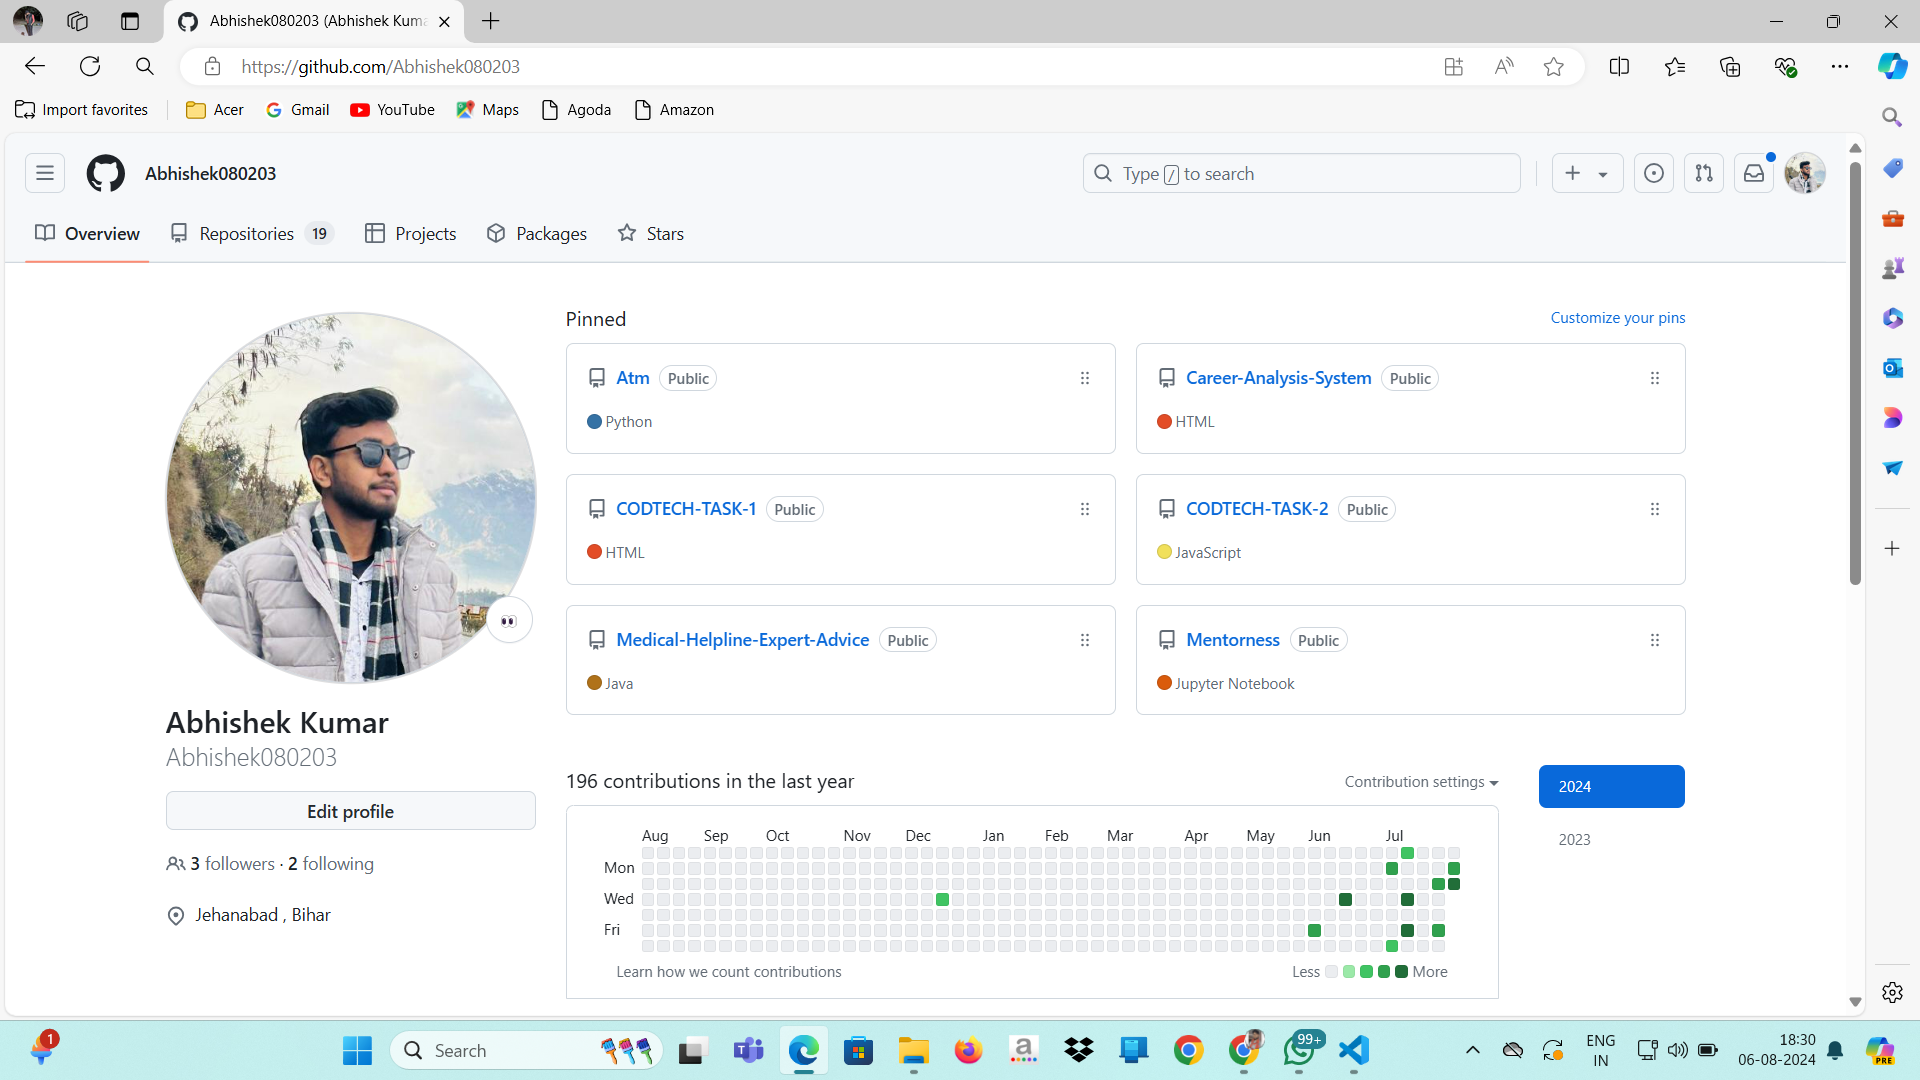 Abhishek080203 (Abhishek Kuma
https://github.com/Abhishek080203
Import favorites Acer Gmail YouTube Maps Agoda Amazon
Abhishek080203
Type / to search
Overview Repositories 19 Projects Packages Stars
Pinned
Customize your pins
Atm Public
Python
Career-Analysis-System Public
HTML
CODTECH-TASK-1 Public
HTML
CODTECH-TASK-2 Public
JavaScript
Medical-Helpline-Expert-Advice Public
Java
Mentorness Public
Jupyter Notebook
Abhishek Kumar
Abhishek080203
Edit profile
3 followers · 2 following
Jehanabad , Bihar
196 contributions in the last year
Contribution settings
2024
2023
Aug Sep Oct Nov Dec Jan Feb Mar Apr May Jun Jul
Mon
Wed
Fri
Learn how we count contributions
Less More
1
Search
a
99+
ENG
IN
18:30
06-08-2024
PRE